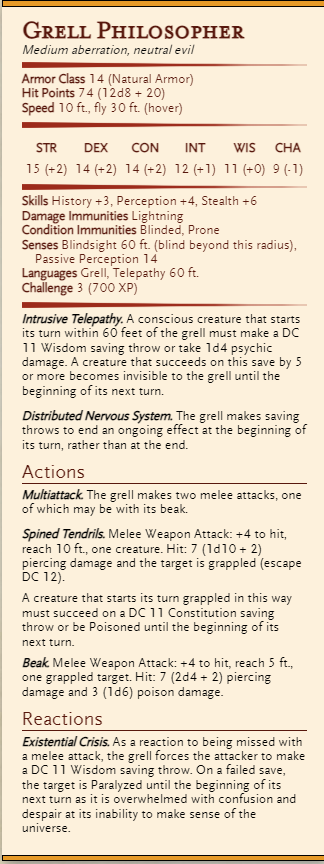 Grell Philosopher
Medium aberration, neutral evil
Armor Class 14 (Natural Armor)
Hit Points 74 (12d8 + 20)
Speed 10 ft., fly 30 ft. (hover)
STR DEX CON INT WIS CHA
15 (+2) 14 (+2) 14 (+2) 12 (+1) 11 (+0) 9 (-1)
Skills History +3, Perception +4, Stealth +6
Damage Immunities Lightning
Condition Immunities Blinded, Prone
Senses Blindsight 60 ft. (blind beyond this radius),
Passive Perception 14
Languages Grell, Telepathy 60 ft.
Challenge 3 (700 XP)
Intrusive Telepathy. A conscious creature that starts
its turn within 60 feet of the grell must make a DC
11 Wisdom saving throw or take 1d4 psychic
damage. A creature that succeeds on this save by 5
or more becomes invisible to the grell until the
beginning of its next turn.
Distributed Nervous System. The grell makes saving
throws to end an ongoing effect at the beginning of
its turn, rather than at the end.
Actions
Multiattack. The grell makes two melee attacks, one
of which may be with its beak.
Spined Tendrils. Melee Weapon Attack: +4 to hit,
reach 10 ft., one creature. Hit: 7 (1d10 + 2)
piercing damage and the target is grappled (escape
DC 12).
A creature that starts its turn grappled in this way
must succeed on a DC 11 Constitution saving
throw or be Poisoned until the beginning of its
next turn.
Beak. Melee Weapon Attack: +4 to hit, reach 5 ft.,
one grappled target. Hit: 7 (2d4 + 2) piercing
damage and 3 (1d6) poison damage.
Reactions
Existential Crisis. As a reaction to being missed with
a melee attack, the grell forces the attacker to make
a DC 11 Wisdom saving throw. On a failed save,
the target is Paralyzed until the beginning of its
next turn as it is overwhelmed with confusion and
despair at its inability to make sense of the
universe.